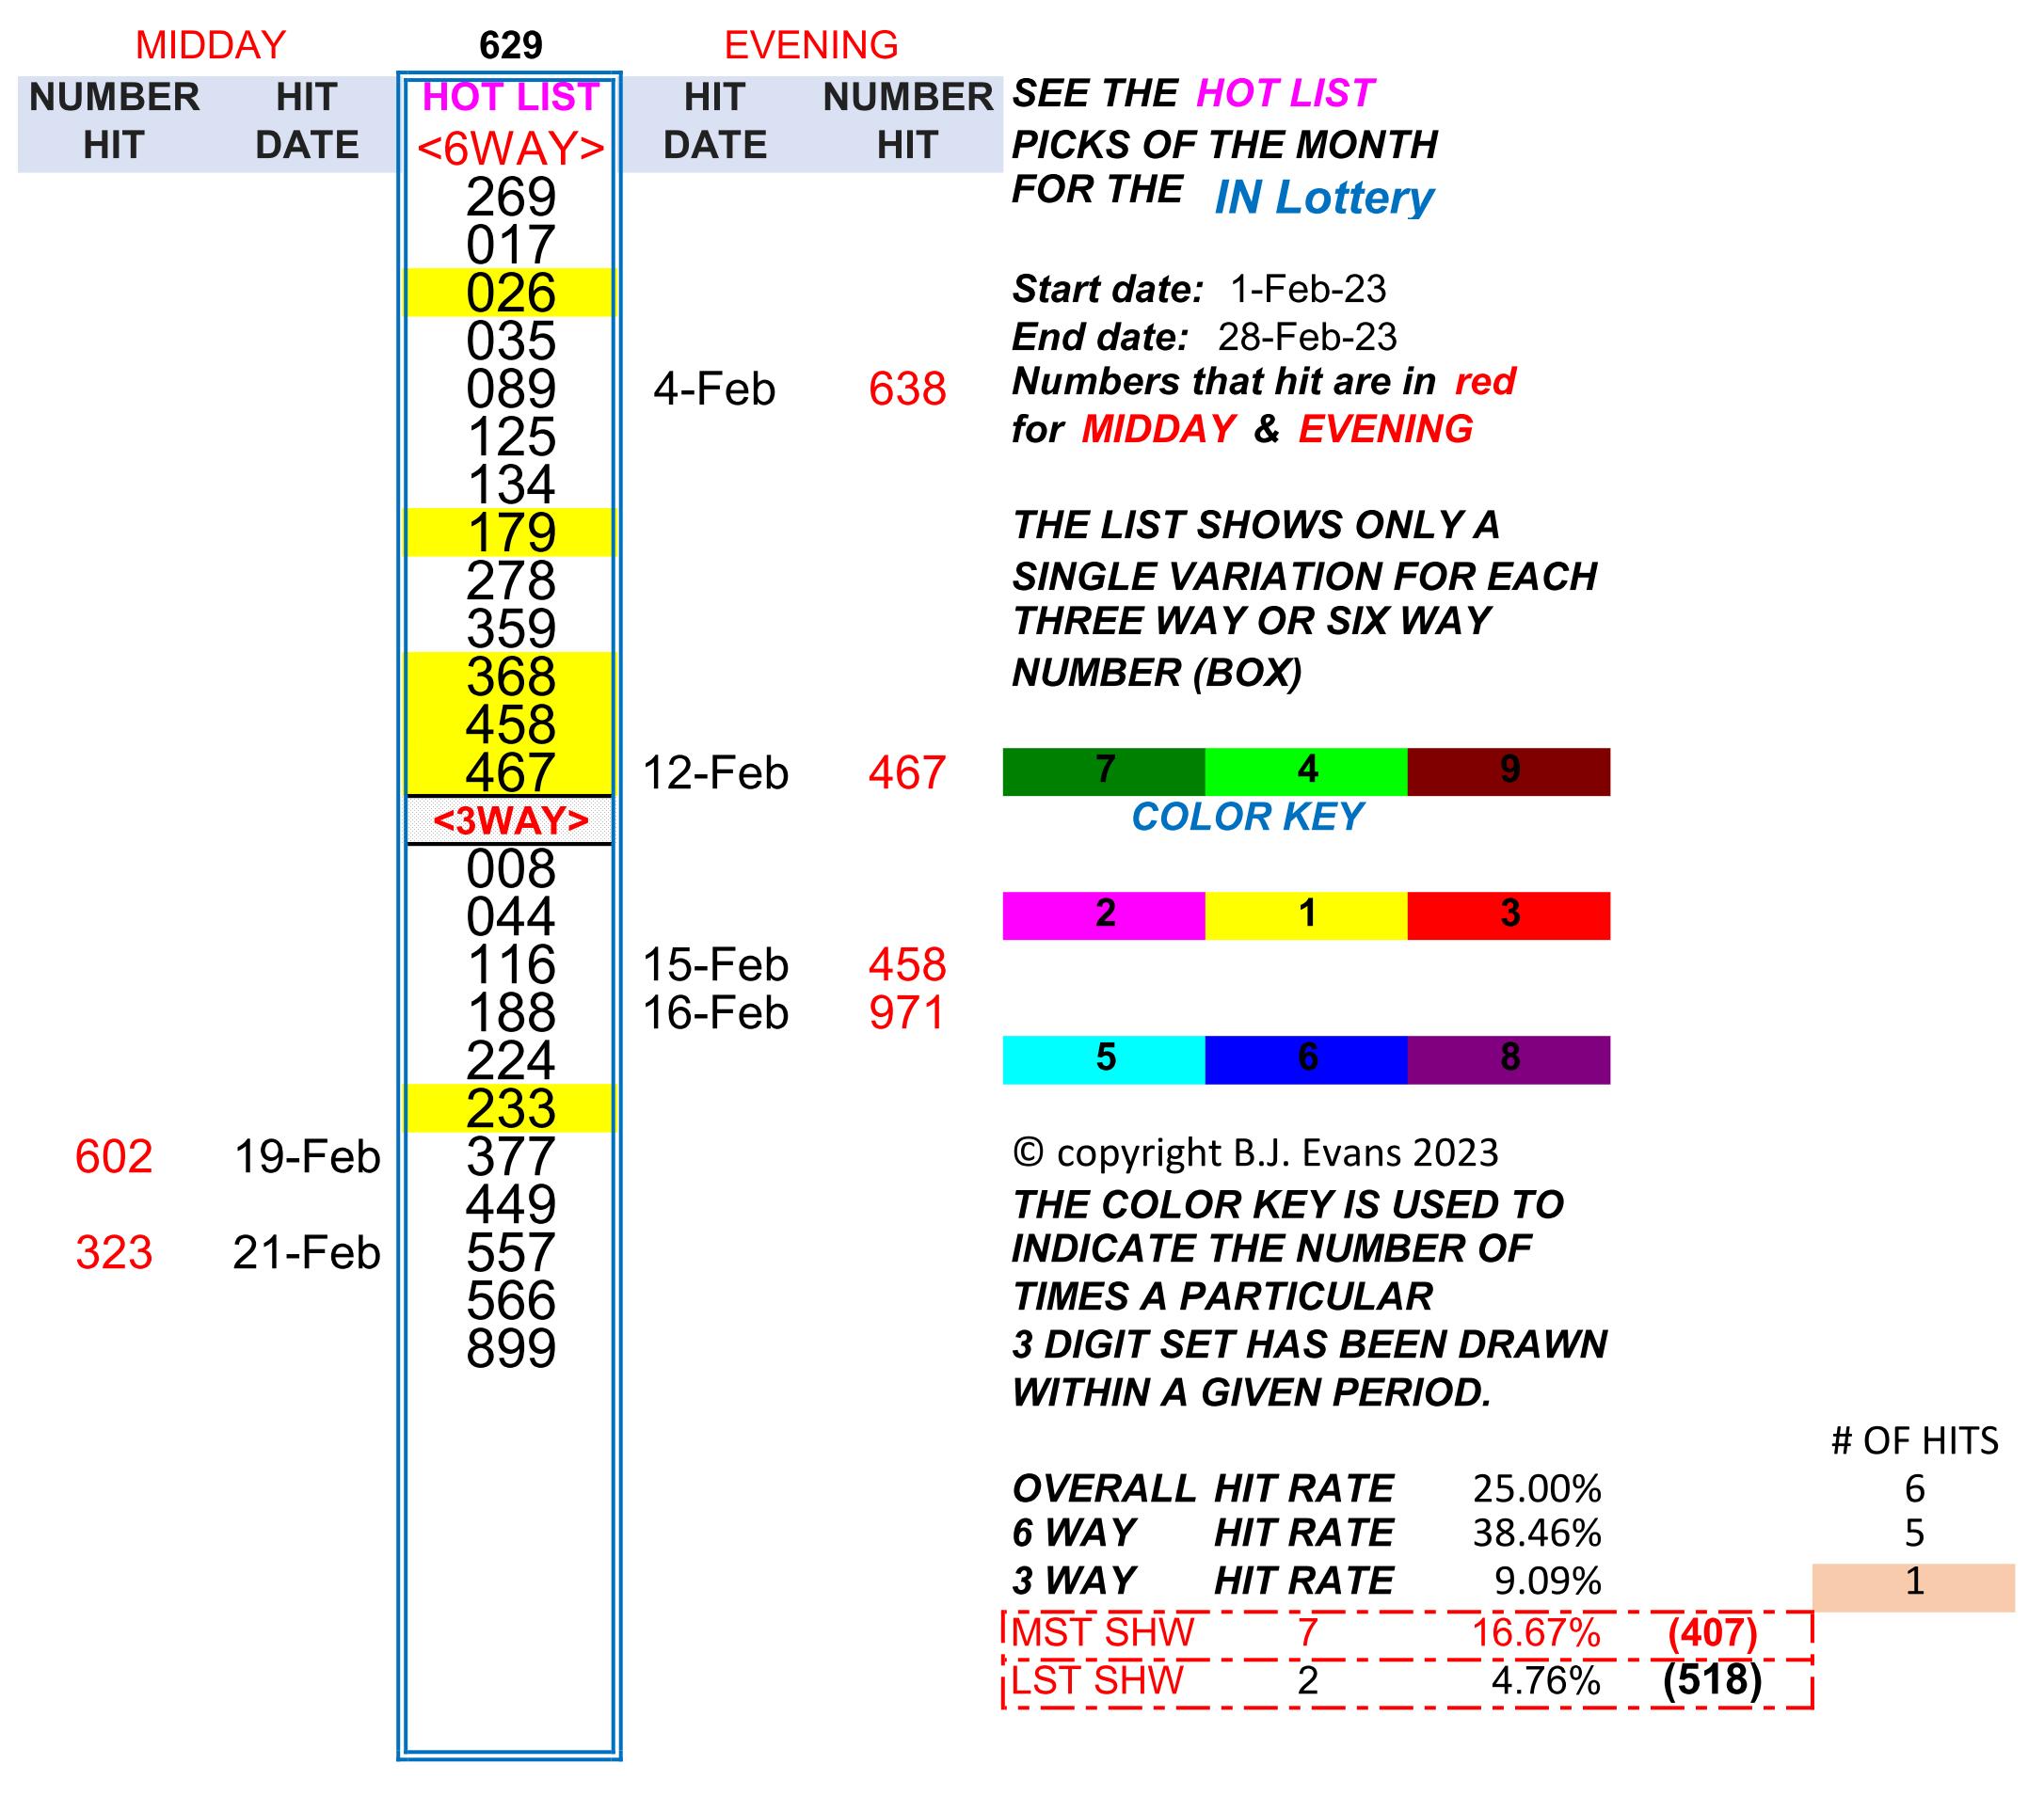 MIDDAY 629 EVENING
NUMBER HIT HOT LIST HIT NUMBER SEE THE HOT LIST
HIT DATE <6WAY> DATE HIT PICKS OF THE MONTH
269 FOR THE IN Lottery
017
026 Start date: 1-Feb-23
035 End date: 28-Feb-23
089 4-Feb 638 Numbers that hit are in red
125 for MIDDAY & EVENING
134
179 THE LIST SHOWS ONLY A
278 SINGLE VARIATION FOR EACH
359 THREE WAY OR SIX WAY
368 NUMBER (BOX)
458
467 12-Feb 467 7 4 9
<3WAY> COLOR KEY
008
044 2 1 3
116 15-Feb 458
188 16-Feb 971
224 5 6 8
233
602 19-Feb 377 © copyright B.J. Evans 2023
449 THE COLOR KEY IS USED TO
323 21-Feb 557 INDICATE THE NUMBER OF
566 TIMES A PARTICULAR
899 3 DIGIT SET HAS BEEN DRAWN
WITHIN A GIVEN PERIOD.
# OF HITS
OVERALL HIT RATE 25.00% 6
6 WAY HIT RATE 38.46% 5
3 WAY HIT RATE 9.09% 1
MST SHW 7 16.67% (407)
LST SHW 2 4.76% (518)